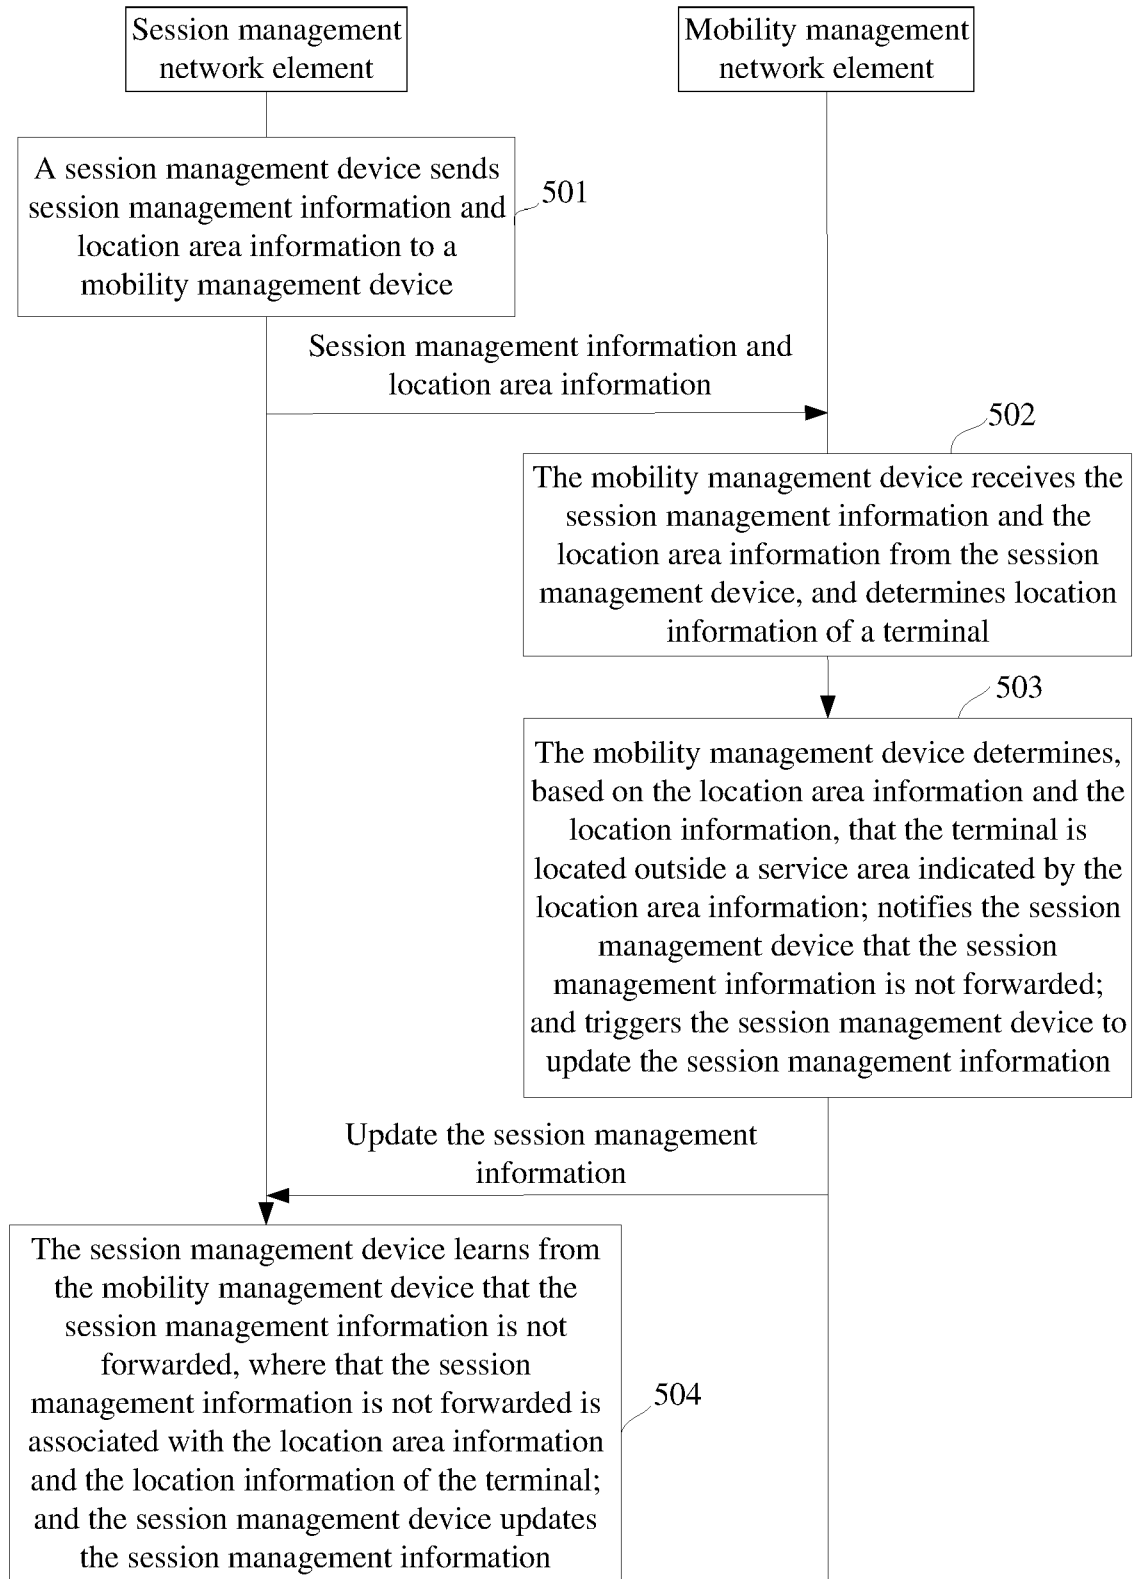 Session management
network element
Mobility management
network element
A session management device sends
session management information and
location area information to a
mobility management device
501
Session management information and
location area information
502
The mobility management device receives the
session management information and the
location area information from the session
management device, and determines location
information of a terminal
503
The mobility management device determines,
based on the location area information and the
location information, that the terminal is
located outside a service area indicated by the
location area information; notifies the session
management device that the session
management information is not forwarded;
and triggers the session management device to
update the session management information
Update the session management
information
The session management device learns from
the mobility management device that the
session management information is not
forwarded, where that the session
management information is not forwarded is
associated with the location area information
and the location information of the terminal;
and the session management device updates
the session management information
504